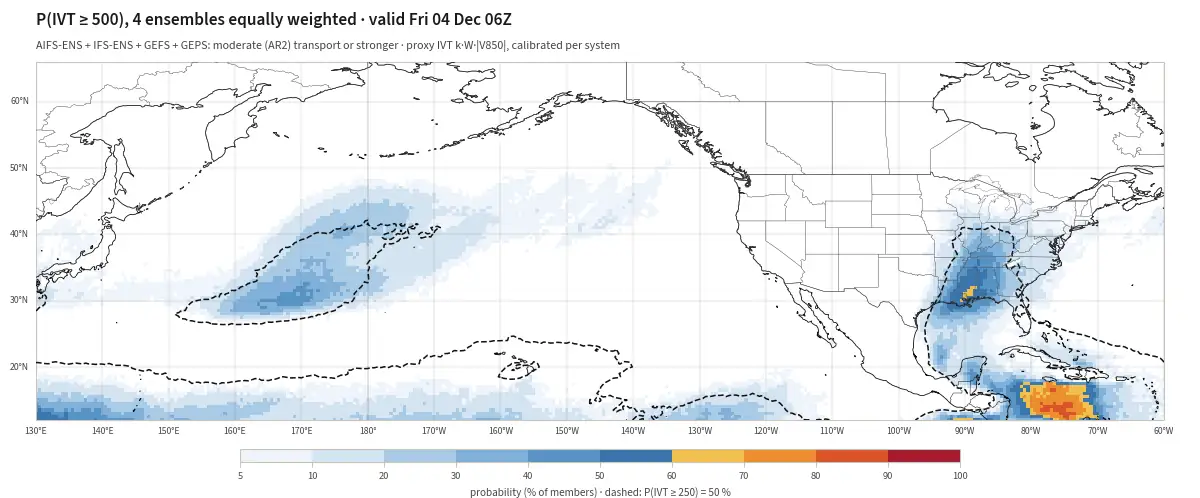 P(IVT ≥ 500), 4 ensembles equally weighted · valid Fri 04 Dec 06Z
AIFS-ENS + IFS-ENS + GEFS + GEPS: moderate (AR2) transport or stronger · proxy IVT k·W·|V850|, calibrated per system
60°N
50°N
40°N
30°N
20°N
130°E 140°E 150°E 160°E 170°E 180° 170°W 160°W 150°W 140°W 130°W 120°W 110°W 100°W 90°W 80°W 70°W 60°W
5 10 20 30 40 50 60 70 80 90 100
probability (% of members) · dashed: P(IVT ≥ 250) = 50 %